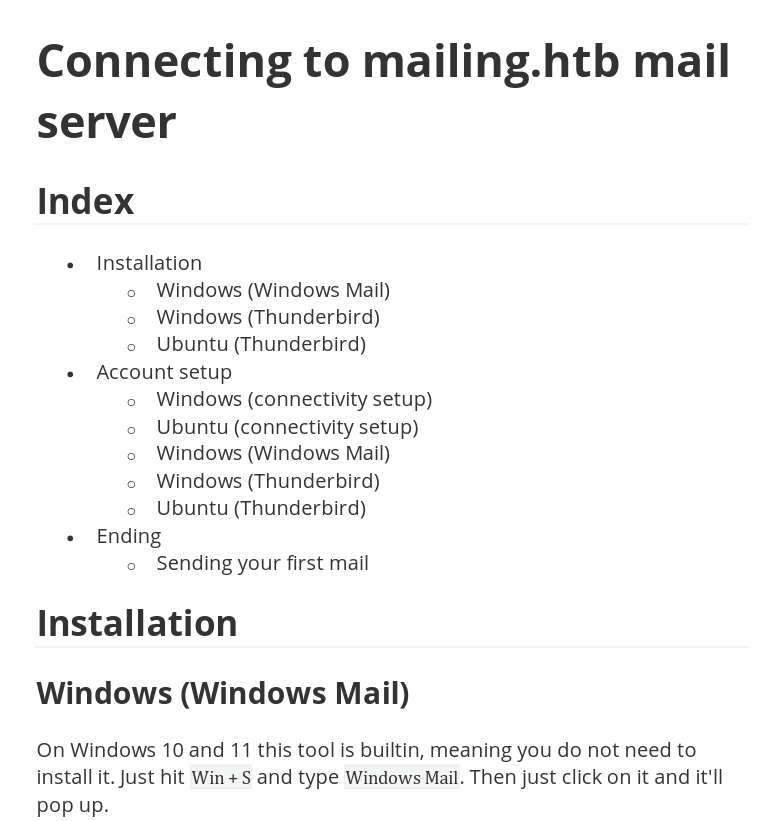 Connecting to mailing.htb mail
server
Index
• Installation
○ Windows (Windows Mail)
○ Windows (Thunderbird)
○ Ubuntu (Thunderbird)
• Account setup
○ Windows (connectivity setup)
○ Ubuntu (connectivity setup)
○ Windows (Windows Mail)
○ Windows (Thunderbird)
○ Ubuntu (Thunderbird)
• Ending
○ Sending your first mail
Installation
Windows (Windows Mail)
On Windows 10 and 11 this tool is builtin, meaning you do not need to
install it. Just hit Win + S and type Windows Mail. Then just click on it and it'll
pop up.